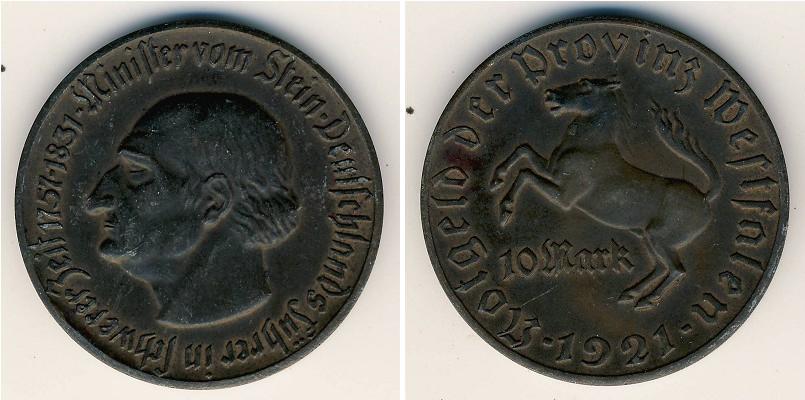 Minister vom Stein·Deutschlands Führer in schwerer Zeit 1757-1831·
Notgeld der Provinz Westfalen
10 Mark
·1921·